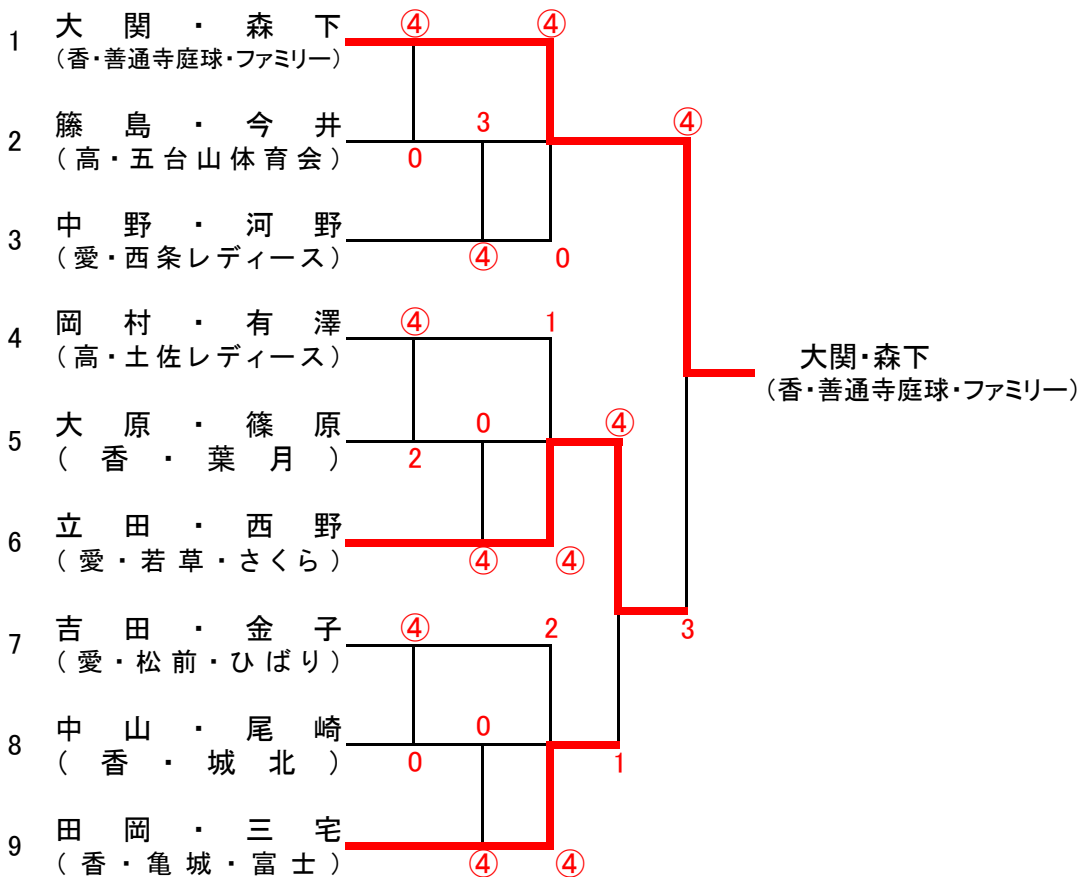 ④ ④
1 大関・森下
(香・善通寺庭球・ファミリー)
3 ④
2 籐島・今井
(高・五台山体育会)
0
3 中野・河野
(愛・西条レディース)
④ 0
④ 1
4 岡村・有澤
(高・土佐レディース)
大関・森下
(香・善通寺庭球・ファミリー)
0 ④
5 大原・篠原
(香・葉月)
2
6 立田・西野
(愛・若草・さくら)
④ ④
④ 2 3
7 吉田・金子
(愛・松前・ひばり)
0
8 中山・尾崎
(香・城北)
0 1
9 田岡・三宅
(香・亀城・富士)
④ ④